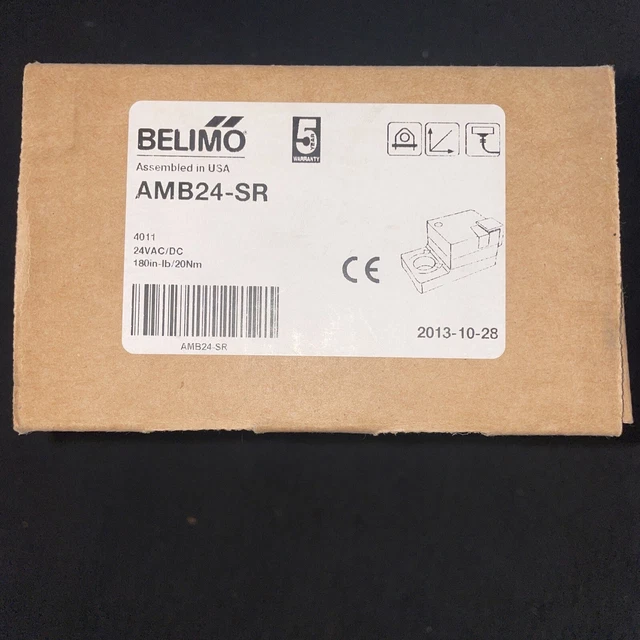 BELIMO
Assembled in USA
AMB24-SR
4011
24VAC/DC
180in-lb/20Nm
AMB24-SR
5
YEAR
WARRANTY
CE
2013-10-28